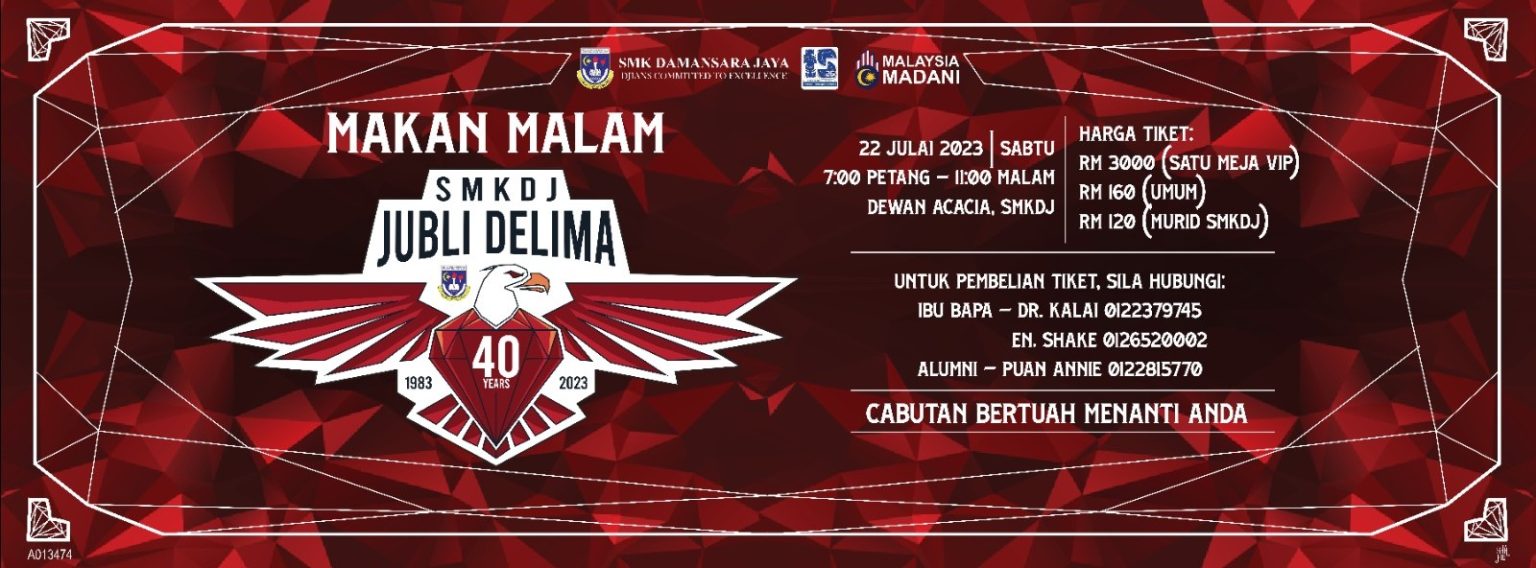 SMK DAMANSARA JAYA
DJIANS COMMITTED TO EXCELLENCE
MALAYSIA
MADANI
MAKAN MALAM
SMKDJ
JUBLI DELIMA
40
YEARS
1983
2023
22 JULAI 2023 | SABTU
7:00 PETANG – 11:00 MALAM
DEWAN ACACIA, SMKDJ
HARGA TIKET:
RM 3000 (SATU MEJA VIP)
RM 160 (UMUM)
RM 120 (MURID SMKDJ)
UNTUK PEMBELIAN TIKET, SILA HUBUNGI:
IBU BAPA – DR. KALAI 0122379745
EN. SHAKE 0126520002
ALUMNI – PUAN ANNIE 0122815770
CABUTAN BERTUAH MENANTI ANDA
A013474